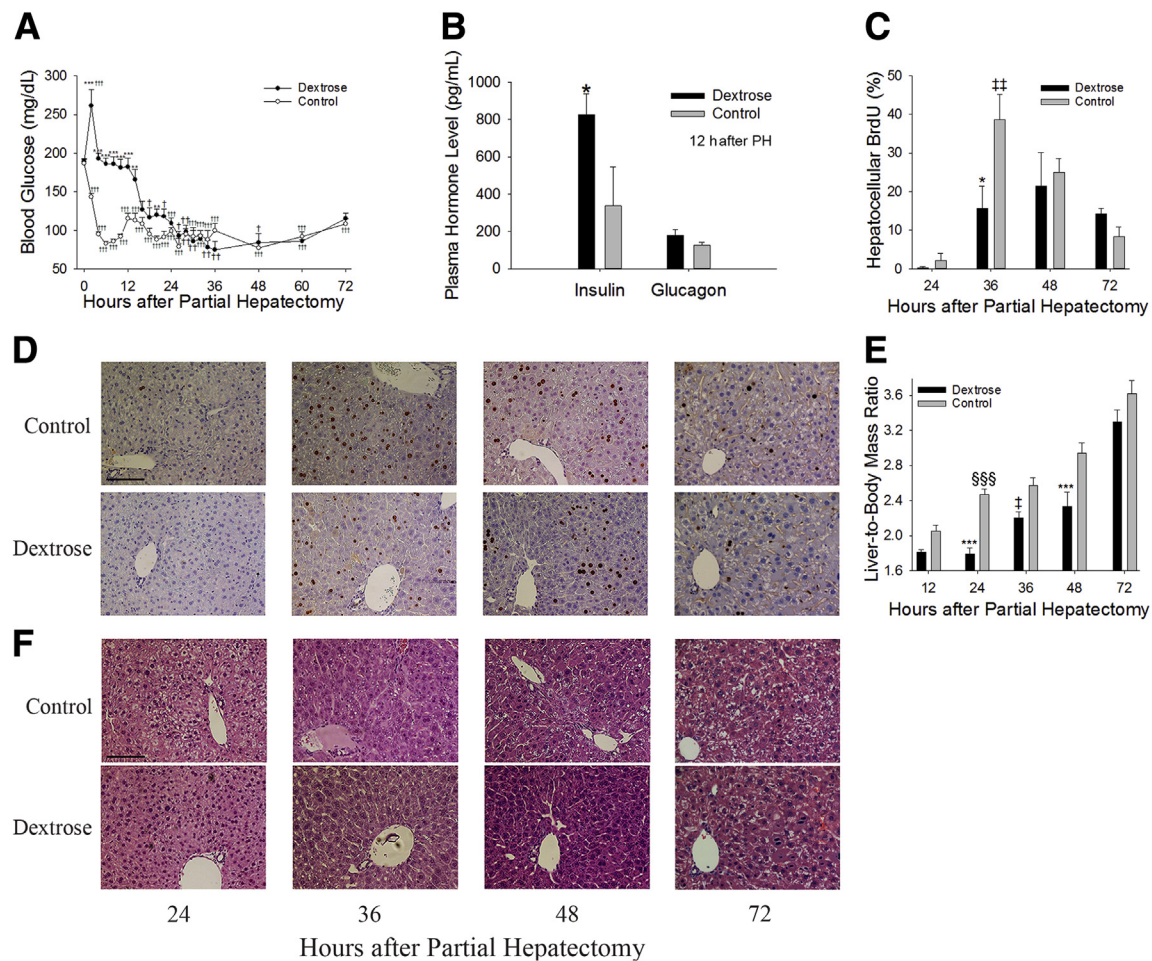 A
Blood Glucose (mg/dL)
300
250
200
150
100
50
Dextrose
Control
0 12 24 36 48 60 72
Hours after Partial Hepatectomy
B
Plasma Hormone Level (pg/mL)
1000
800
600
400
200
0
*
Dextrose
Control
12 h after PH
Insulin Glucagon
C
Hepatocellular BrdU (%)
50
40
30
20
10
0
‡‡
*
Dextrose
Control
24 36 48 72
Hours after Partial Hepatectomy
D
Control
Dextrose
E
Liver-to-Body Mass Ratio
3.6
3.2
2.8
2.4
2.0
1.6
Dextrose
Control
§§§
***
‡
***
12 24 36 48 72
Hours after Partial Hepatectomy
F
Control
Dextrose
24 36 48 72
Hours after Partial Hepatectomy